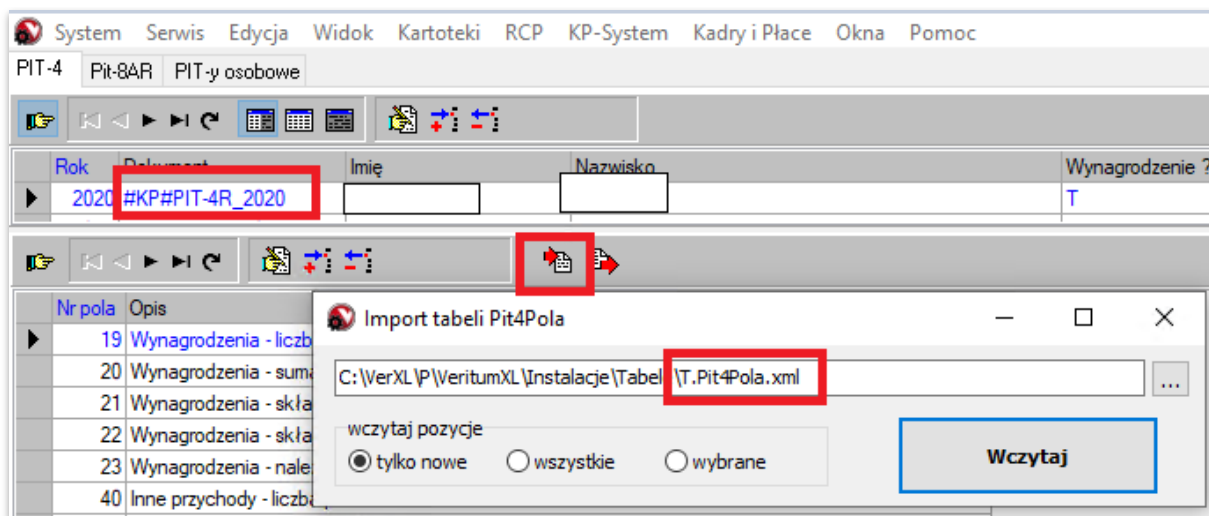 System Serwis Edycja Widok Kartoteki RCP KP-System Kadry i Płace Okna Pomoc
PIT-4 Pit-8AR PIT-y osobowe
Rok Dokument Imię Nazwisko Wynagrodzenie ?
2020 #KP#PIT-4R_2020 T
Nr pola Opis
Import tabeli Pit4Pola
19 Wynagrodzenia - liczb
20 Wynagrodzenia - suma
C:\VerXL\P\VeritumXL\Instalacje\Tabel \T.Pit4Pola.xml ...
21 Wynagrodzenia - skła
22 Wynagrodzenia - skła
wczytaj pozycje
23 Wynagrodzenia - nale
tylko nowe wszystkie wybrane Wczytaj
40 Inne przychody - liczba